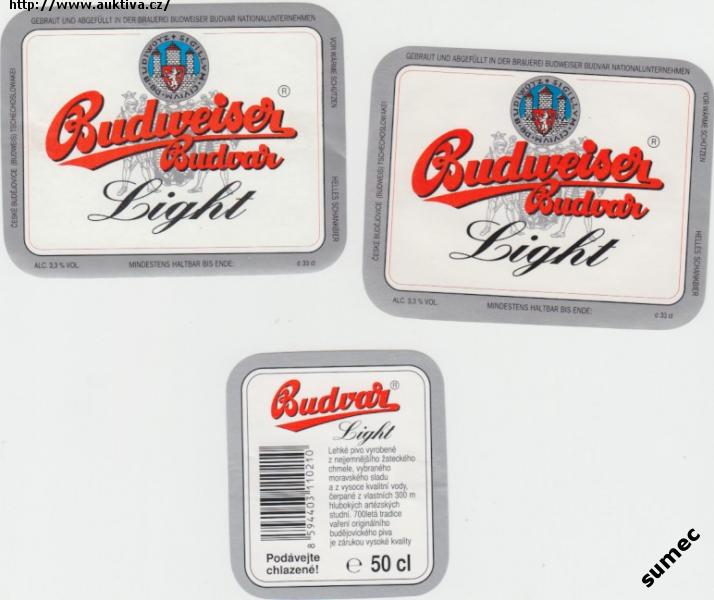 http://www.auktiva.cz/
GEBRAUT UND ABGEFÜLLT IN DER BRAUEREI BUDWEISER BUDVAR NATIONALUNTERNEHMEN
ČESKÉ BUDĚJOVICE (BUDWEIS) TSCHECHOSLOWAKEI
VOR WÄRME SCHÜTZEN
HELLES SCHANKBIER
Budweiser ®
Budvar
Light
ALC. 3,3 % VOL. MINDESTENS HALTBAR BIS ENDE: e 33 cl
GEBRAUT UND ABGEFÜLLT IN DER BRAUEREI BUDWEISER BUDVAR NATIONALUNTERNEHMEN
ČESKÉ BUDĚJOVICE (BUDWEIS) TSCHECHOSLOWAKEI
VOR WÄRME SCHÜTZEN
HELLES SCHANKBIER
Budweiser ®
Budvar
Light
ALC. 3,3 % VOL. MINDESTENS HALTBAR BIS ENDE: e 33 cl
Budvar ®
Light
Lehké pivo vyrobené
z nejjemnějšího žateckého
chmele, vybraného
moravského sladu
a z vysoce kvalitní vody,
čerpané z vlastních 300 m
hlubokých artézských
studní. 700letá tradice
vaření originálního
budějovického piva
je zárukou vysoké kvality
8 594403 110210
Podávejte
chlazené!
e 50 cl
sumec